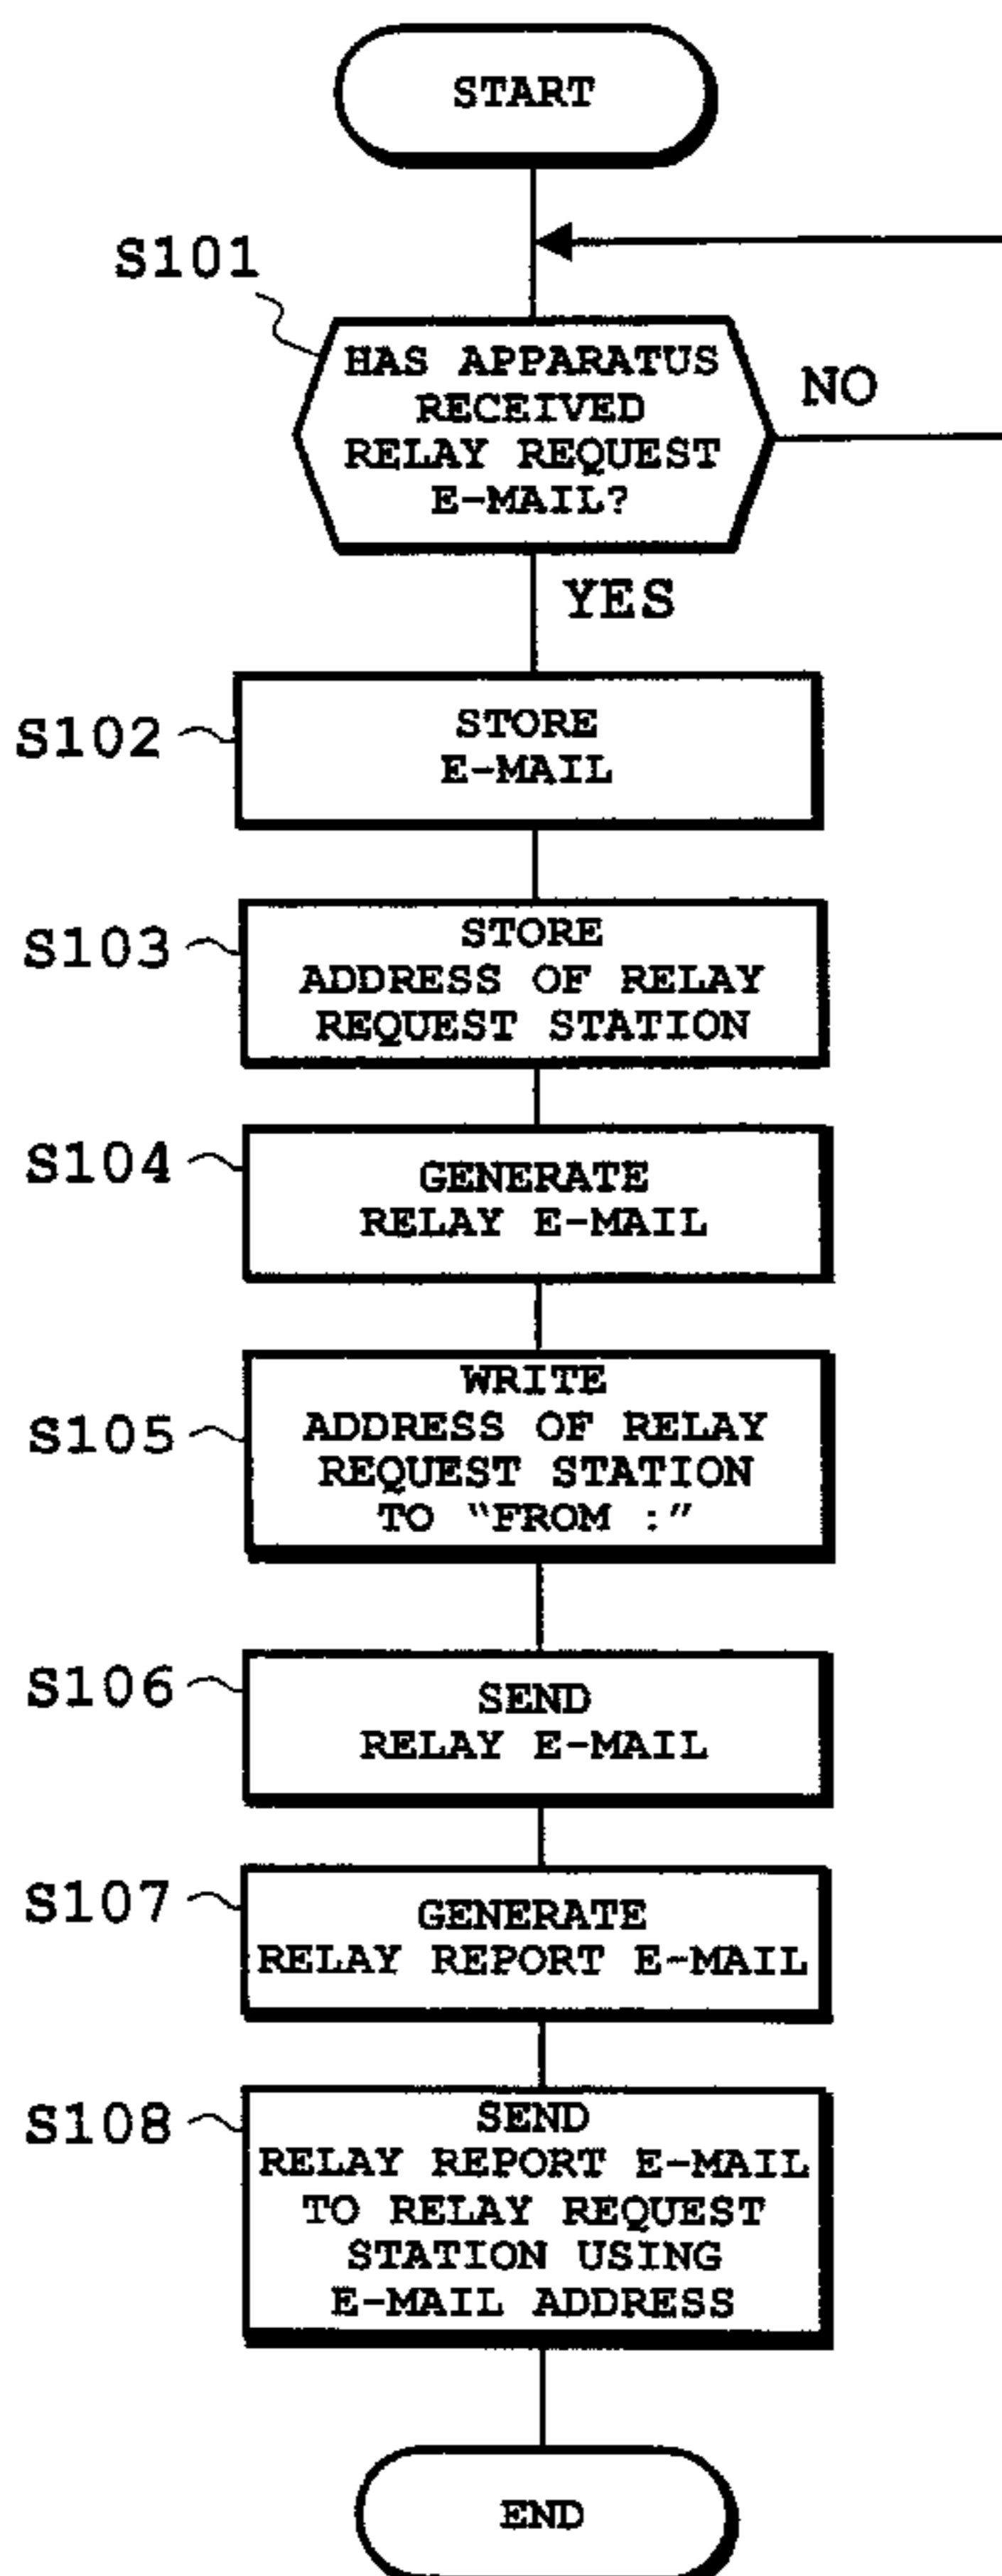 START
S101
HAS APPARATUS
RECEIVED
RELAY REQUEST
E-MAIL?
NO
YES
S102
STORE
E-MAIL
S103
STORE
ADDRESS OF RELAY
REQUEST STATION
S104
GENERATE
RELAY E-MAIL
S105
WRITE
ADDRESS OF RELAY
REQUEST STATION
TO “FROM :”
S106
SEND
RELAY E-MAIL
S107
GENERATE
RELAY REPORT E-MAIL
S108
SEND
RELAY REPORT E-MAIL
TO RELAY REQUEST
STATION USING
E-MAIL ADDRESS
END